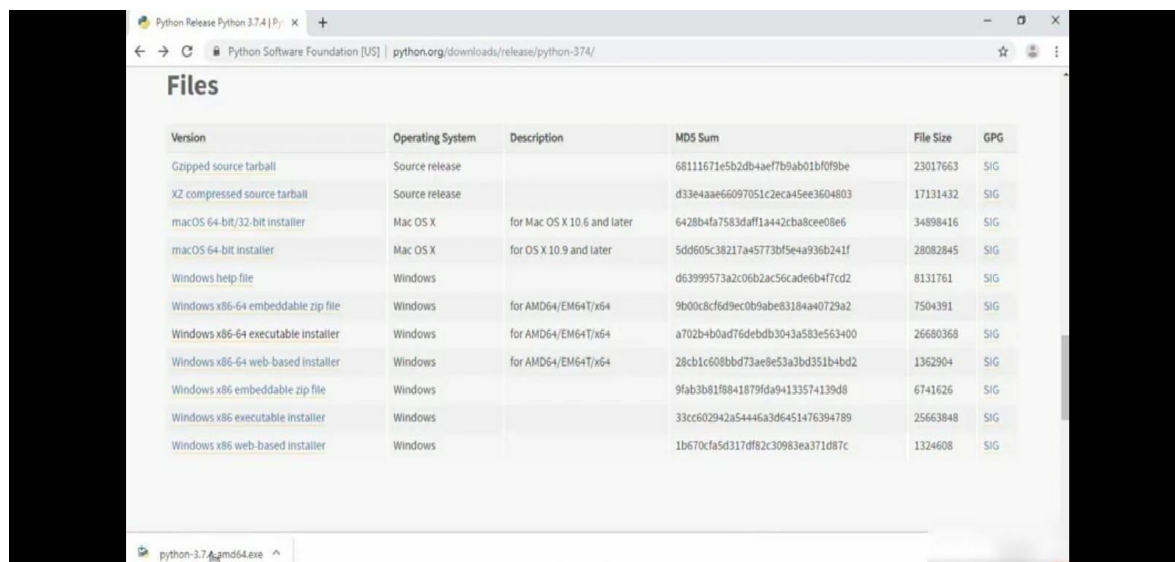 Python Release Python 3.7.4 | Py
Python Software Foundation [US] | python.org/downloads/release/python-374/
Files
Version Operating System Description MD5 Sum File Size GPG
Gzipped source tarball Source release 68111671e5b2db4aef7b9ab01bf0f9be 23017663 SIG
XZ compressed source tarball Source release d33e4aae66097051c2eca45ee3604803 17131432 SIG
macOS 64-bit/32-bit installer Mac OS X for Mac OS X 10.6 and later 6428b4fa7583daff1a442cba8cee08e6 34898416 SIG
macOS 64-bit installer Mac OS X for OS X 10.9 and later 5dd605c38217a45773bf5e4a936b241f 28082845 SIG
Windows help file Windows d63999573a2c06b2ac56cade6b4f7cd2 8131761 SIG
Windows x86-64 embeddable zip file Windows for AMD64/EM64T/x64 9b00c8cf6d9ec0b9abe83184a40729a2 7504391 SIG
Windows x86-64 executable installer Windows for AMD64/EM64T/x64 a702b4b0ad76debdb3043a583e563400 26680368 SIG
Windows x86-64 web-based installer Windows for AMD64/EM64T/x64 28cb1c608bbd73ae8e53a3bd351b4bd2 1362904 SIG
Windows x86 embeddable zip file Windows 9fab3b81f8841879fda94133574139d8 6741626 SIG
Windows x86 executable installer Windows 33cc602942a54446a3d6451476394789 25663848 SIG
Windows x86 web-based installer Windows 1b670cfa5d317df82c30983ea371d87c 1324608 SIG
python-3.7.4-amd64.exe